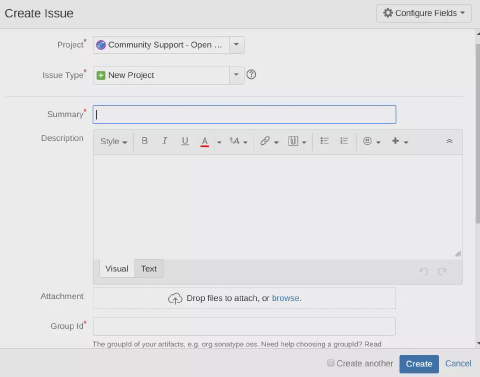 Create Issue
Configure Fields
Project*
Community Support - Open ...
Issue Type*
New Project
Summary*
Description
Style
B I U A
Visual Text
Attachment
Drop files to attach, or browse.
Group Id*
The groupId of your artifacts, e.g. org.sonatype.oss. Need help choosing a groupId? Read
Create another Create Cancel